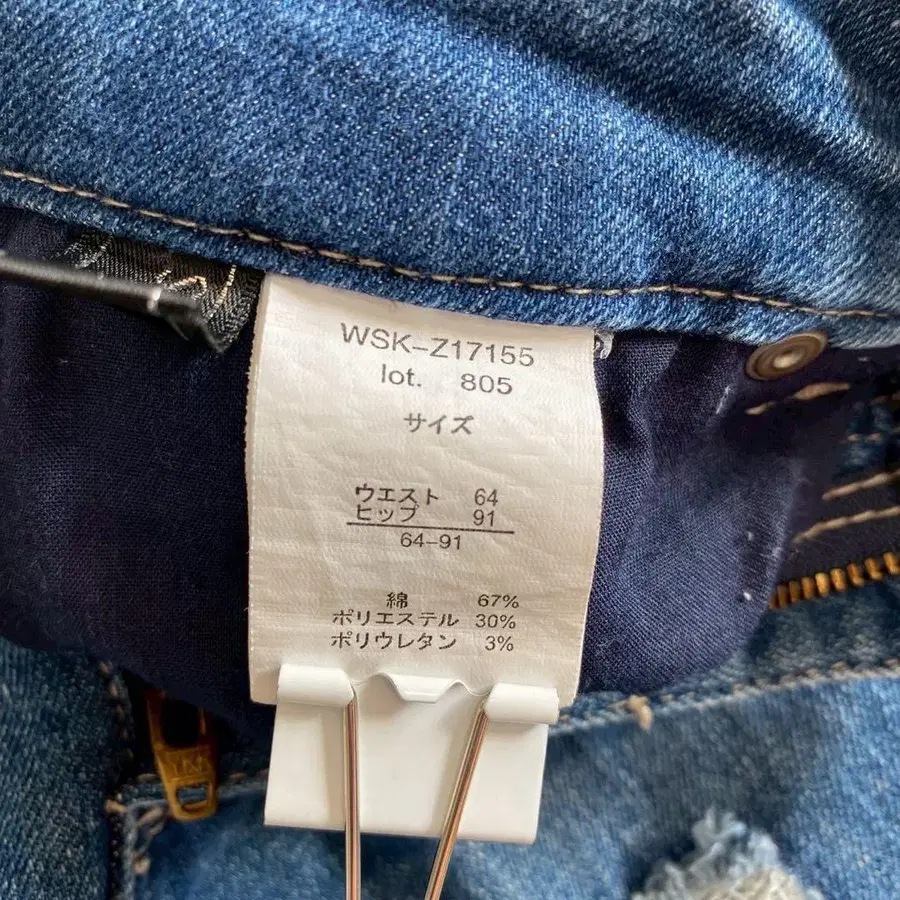 WSK-Z17155
lot. 805
サイズ
ウエスト 64
ヒップ 91
64-91
綿 67%
ポリエステル 30%
ポリウレタン 3%